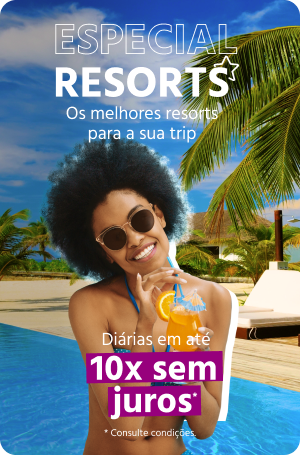 ESPECIAL
RESORTS
Os melhores resorts
para a sua trip
Diárias em até
10x sem
juros*
* Consulte condições.